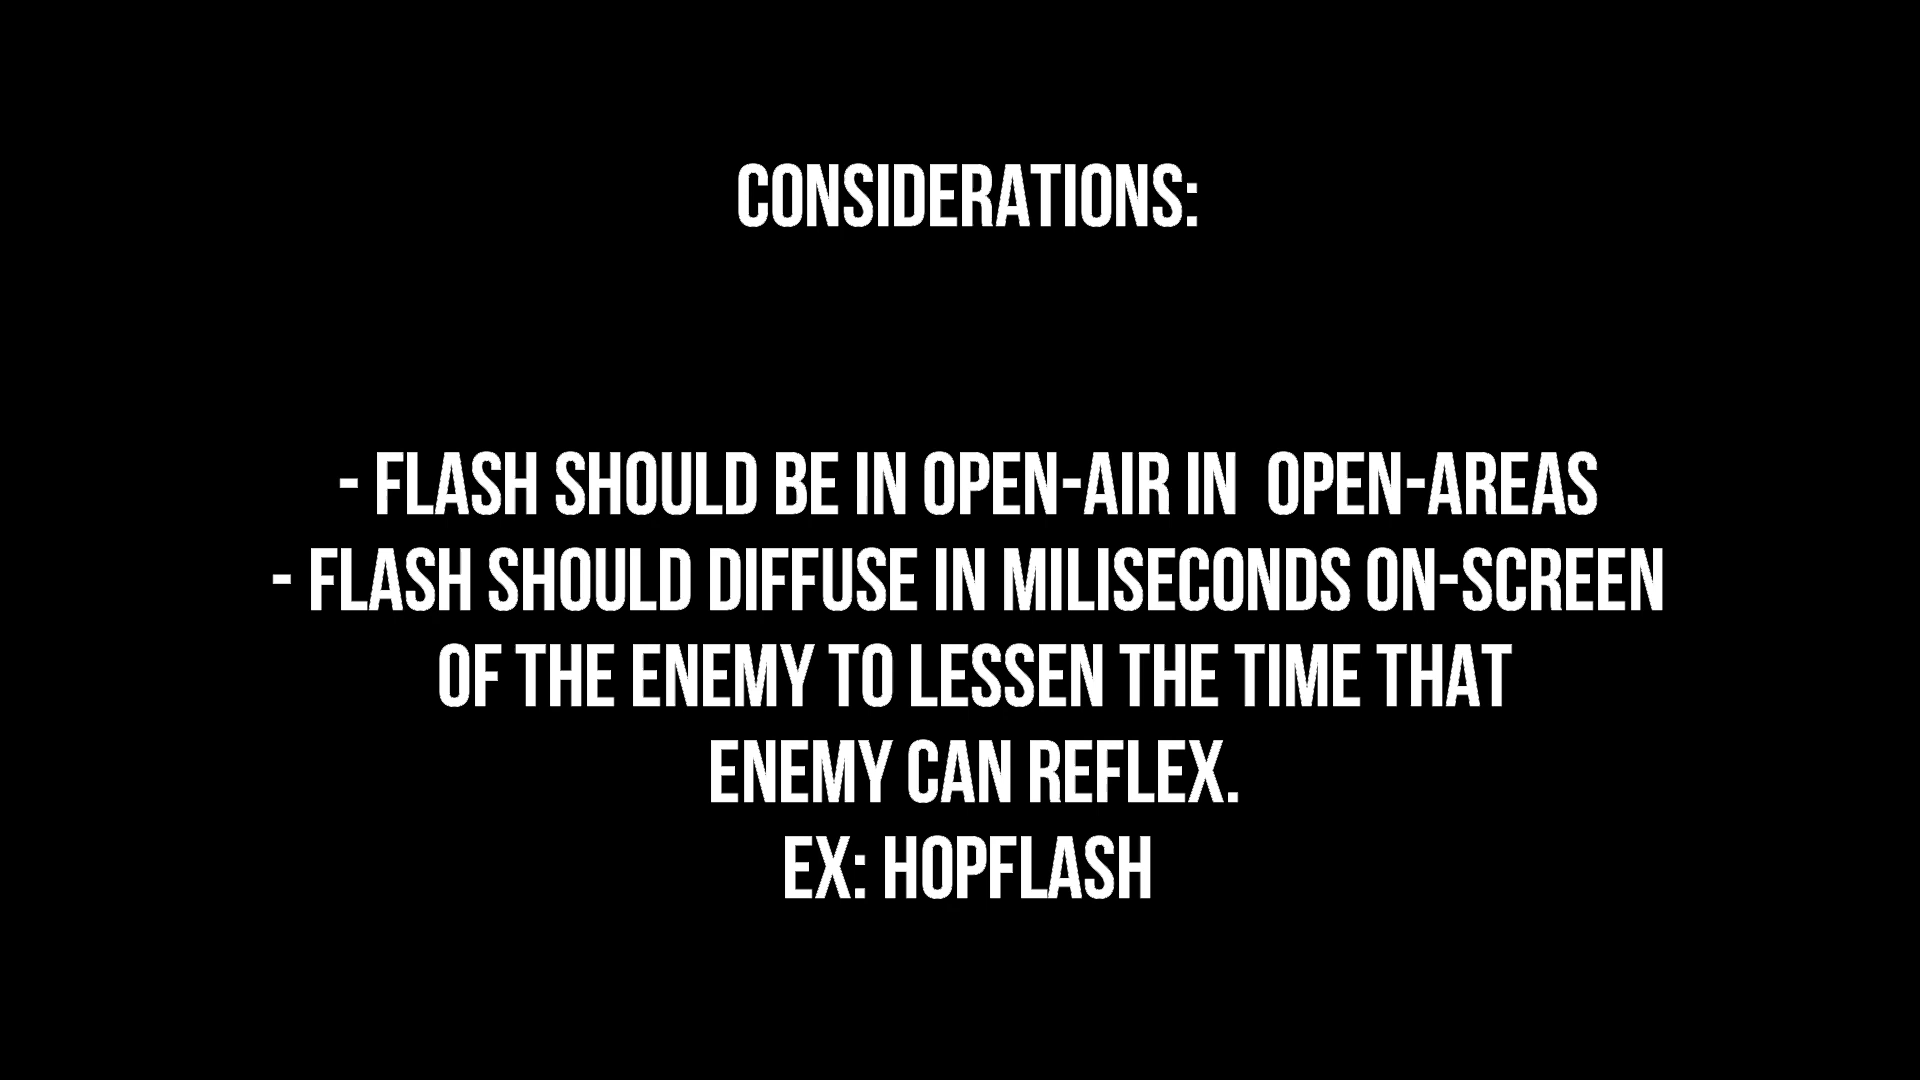 CONSIDERATIONS:
- FLASH SHOULD BE IN OPEN-AIR IN  OPEN-AREAS
- FLASH SHOULD DIFFUSE IN MILISECONDS ON-SCREEN
OF THE ENEMY TO LESSEN THE TIME THAT
ENEMY CAN REFLEX.
EX: HOPFLASH